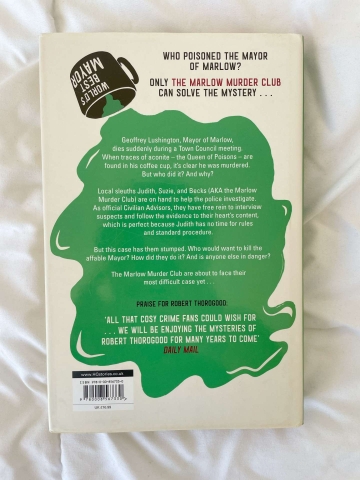 WHO POISONED THE MAYOR
OF MARLOW?
WORLD'S
BEST
MAYOR
ONLY THE MARLOW MURDER CLUB
CAN SOLVE THE MYSTERY . . .
Geoffrey Lushington, Mayor of Marlow,
dies suddenly during a Town Council meeting.
When traces of aconite – the Queen of Poisons – are
found in his coffee cup, it's clear he was murdered.
But who did it? And why?
Local sleuths Judith, Suzie, and Becks (AKA the Marlow
Murder Club) are on hand to help the police investigate.
As official Civilian Advisors, they have free rein to interview
suspects and follow the evidence to their heart's content,
which is perfect because Judith has no time for rules
and standard procedure.
But this case has them stumped. Who would want to kill the
affable Mayor? How did they do it? And is anyone else in danger?
The Marlow Murder Club are about to face their
most difficult case yet . . .
PRAISE FOR ROBERT THOROGOOD:
'ALL THAT COSY CRIME FANS COULD WISH FOR
. . . WE WILL BE ENJOYING THE MYSTERIES OF
ROBERT THOROGOOD FOR MANY YEARS TO COME'
DAILY MAIL
www.HQstories.co.uk